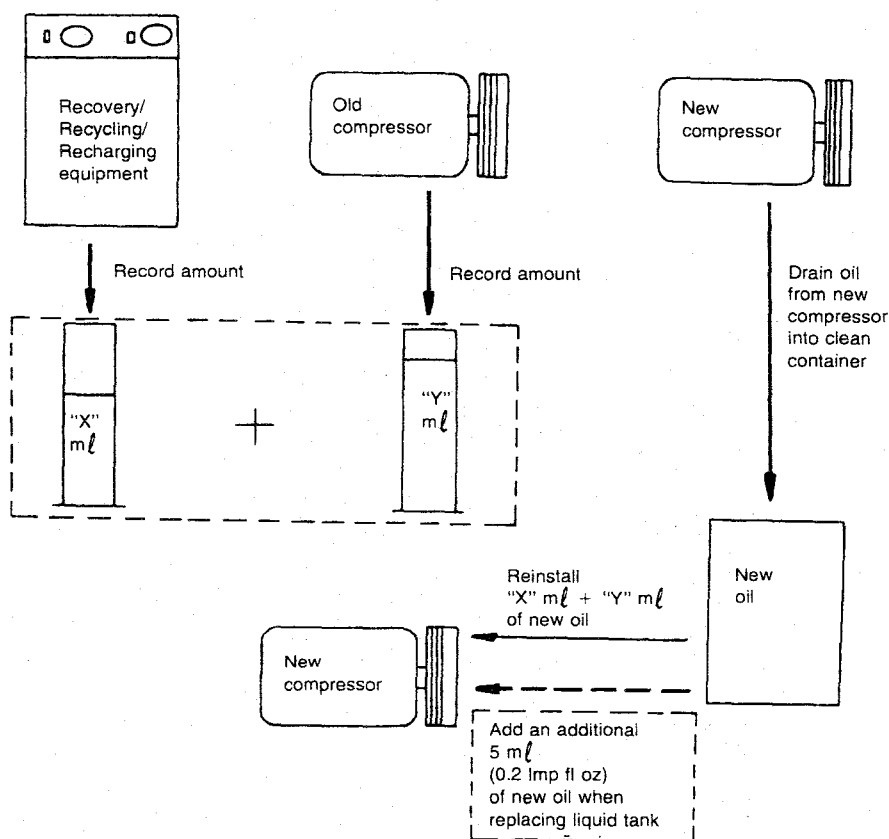 Recovery/
Recycling/
Recharging
equipment
Old
compressor
New
compressor
Record amount
Record amount
Drain oil
from new
compressor
into clean
container
"X"
mℓ
+
"Y"
mℓ
Reinstall
"X" mℓ + "Y" mℓ
of new oil
New
oil
New
compressor
Add an additional
5 mℓ
(0.2 Imp fl oz)
of new oil when
replacing liquid tank